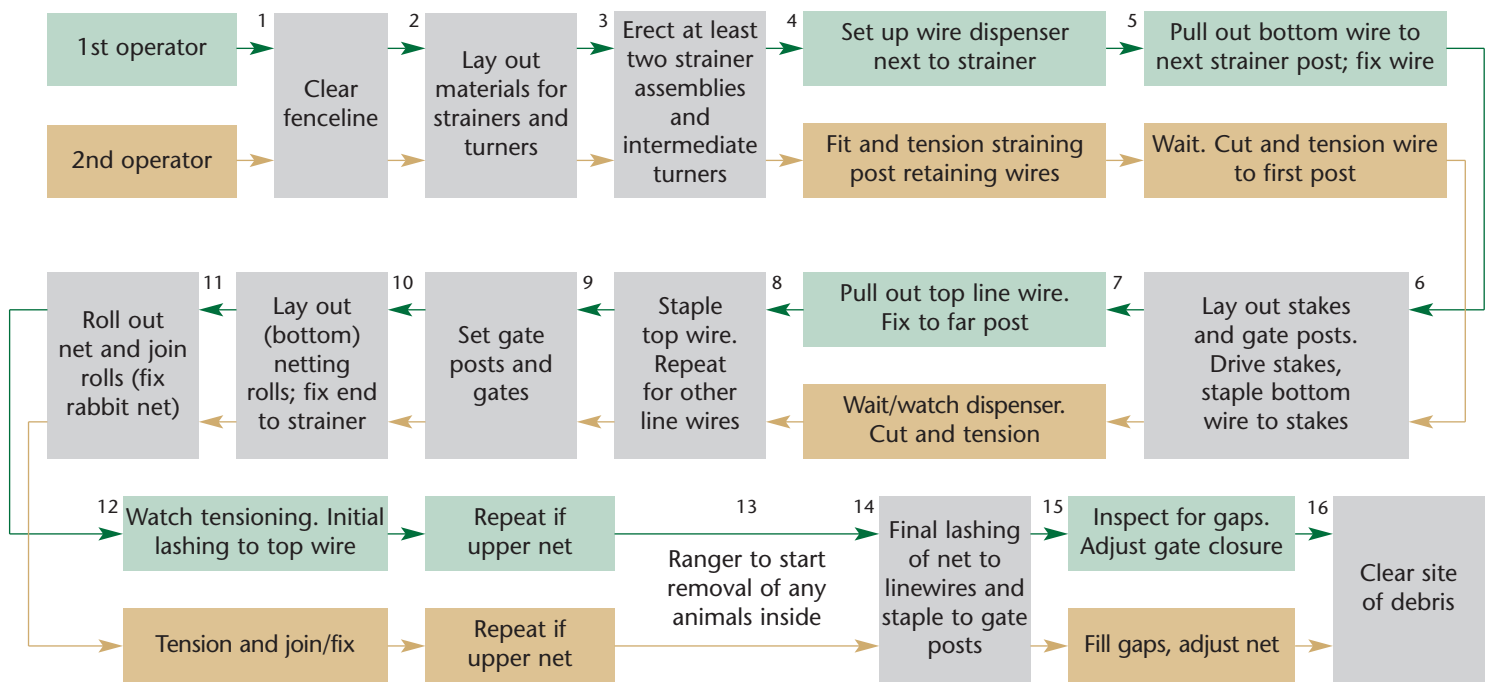 1st operator
2nd operator
1
Clear
fenceline
2
Lay out
materials for
strainers and
turners
3
Erect at least
two strainer
assemblies
and
intermediate
turners
4
Set up wire dispenser
next to strainer
Fit and tension straining
post retaining wires
5
Pull out bottom wire to
next strainer post; fix wire
Wait. Cut and tension wire
to first post
6
Lay out stakes
and gate posts.
Drive stakes,
staple bottom
wire to stakes
7
Pull out top line wire.
Fix to far post
Wait/watch dispenser.
Cut and tension
8
Staple
top wire.
Repeat
for other
line wires
9
Set gate
posts and
gates
10
Lay out
(bottom)
netting
rolls; fix end
to strainer
11
Roll out
net and join
rolls (fix
rabbit net)
12
Watch tensioning. Initial
lashing to top wire
Tension and join/fix
Repeat if
upper net
Repeat if
upper net
13
Ranger to start
removal of any
animals inside
14
Final lashing
of net to
linewires and
staple to gate
posts
15
Inspect for gaps.
Adjust gate closure
Fill gaps, adjust net
16
Clear site
of debris